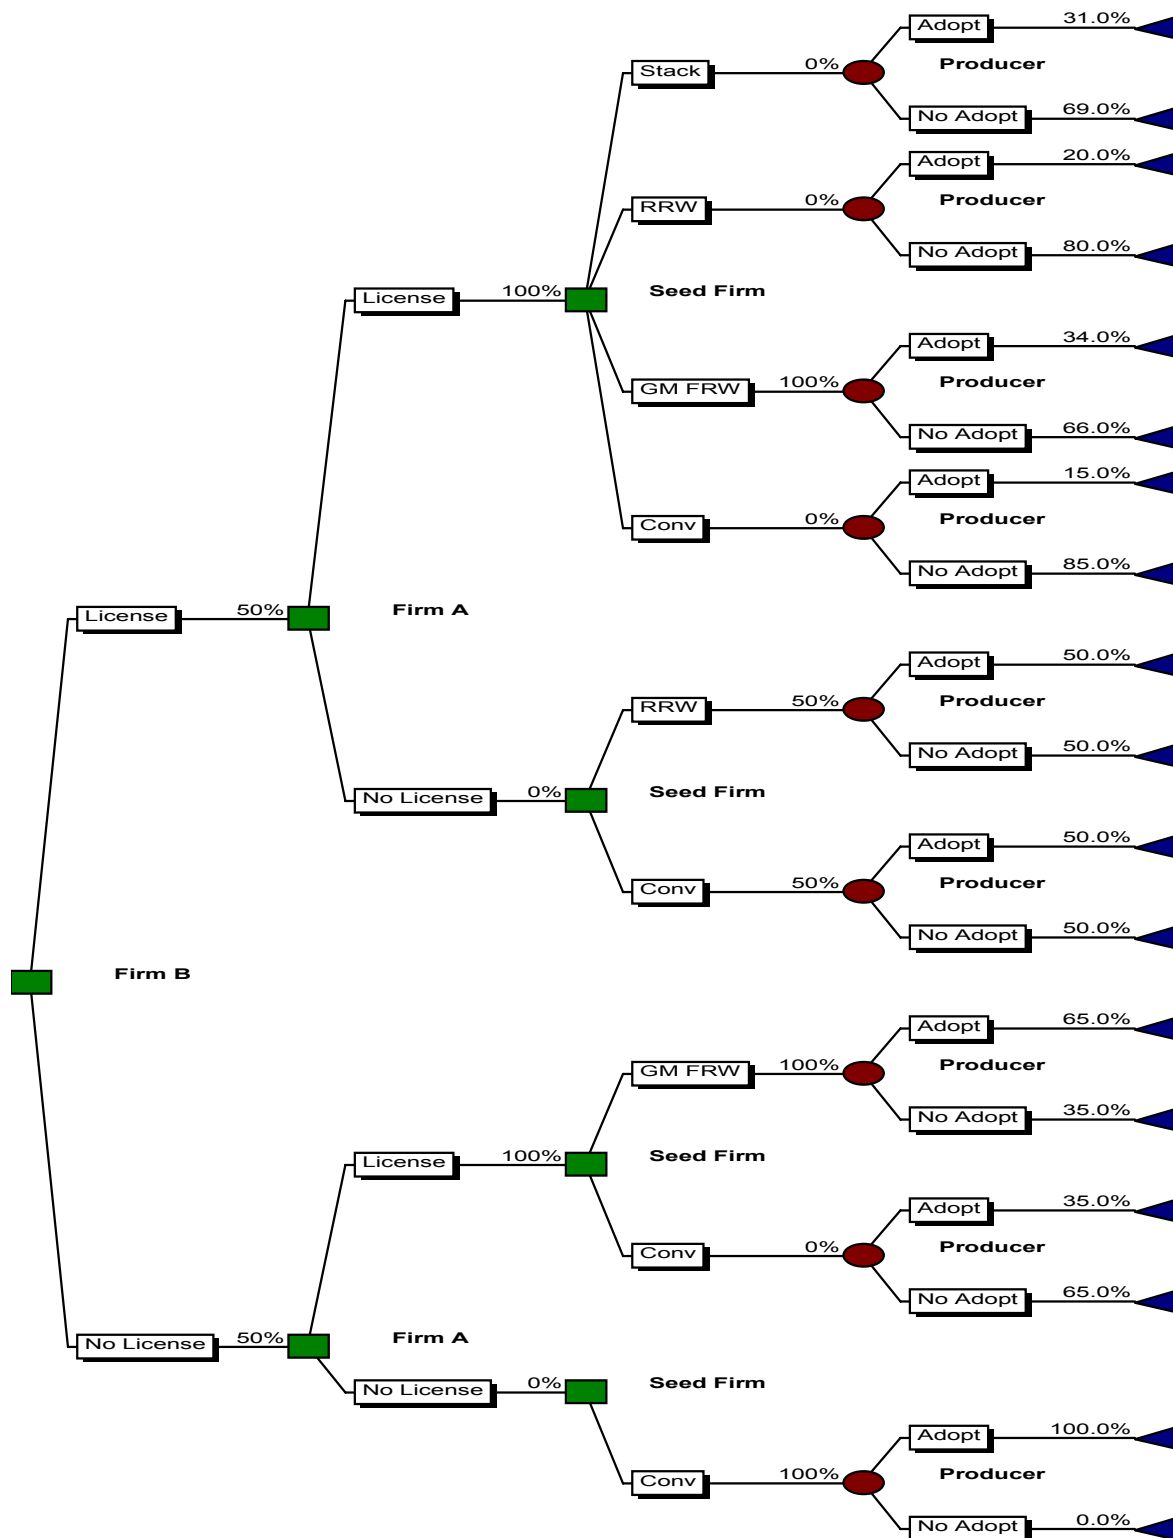 Adopt 31.0%
Stack 0% Producer
No Adopt 69.0%
Adopt 20.0%
RRW 0% Producer
No Adopt 80.0%
License 100% Seed Firm
Adopt 34.0%
GM FRW 100% Producer
No Adopt 66.0%
Adopt 15.0%
Conv 0% Producer
No Adopt 85.0%
License 50% Firm A
Adopt 50.0%
RRW 50% Producer
No Adopt 50.0%
No License 0% Seed Firm
Adopt 50.0%
Conv 50% Producer
No Adopt 50.0%
Firm B
Adopt 65.0%
GM FRW 100% Producer
No Adopt 35.0%
License 100% Seed Firm
Adopt 35.0%
Conv 0% Producer
No Adopt 65.0%
No License 50% Firm A
No License 0% Seed Firm
Adopt 100.0%
Conv 100% Producer
No Adopt 0.0%